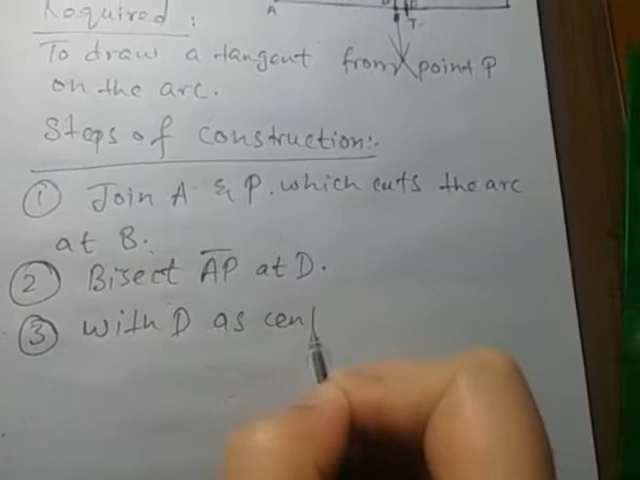 A
T
Required :
To draw a tangent from point P
on the arc.
Steps of construction:-
① Join A & P. which cuts the arc
at B.
② Bisect AP at D.
③ with D as cen